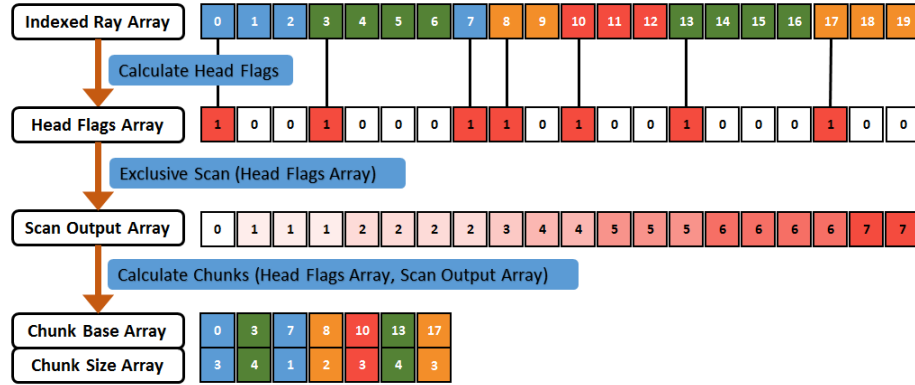 Indexed Ray Array 0 1 2 3 4 5 6 7 8 9 10 11 12 13 14 15 16 17 18 19
Calculate Head Flags
Head Flags Array 1 0 0 1 0 0 0 1 1 0 1 0 0 1 0 0 0 1 0 0
Exclusive Scan (Head Flags Array)
Scan Output Array 0 1 1 1 2 2 2 2 3 4 4 5 5 5 6 6 6 6 7 7
Calculate Chunks (Head Flags Array, Scan Output Array)
Chunk Base Array 0 3 7 8 10 13 17
Chunk Size Array 3 4 1 2 3 4 3